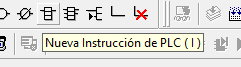 Nueva Instrucción de PLC ( I )